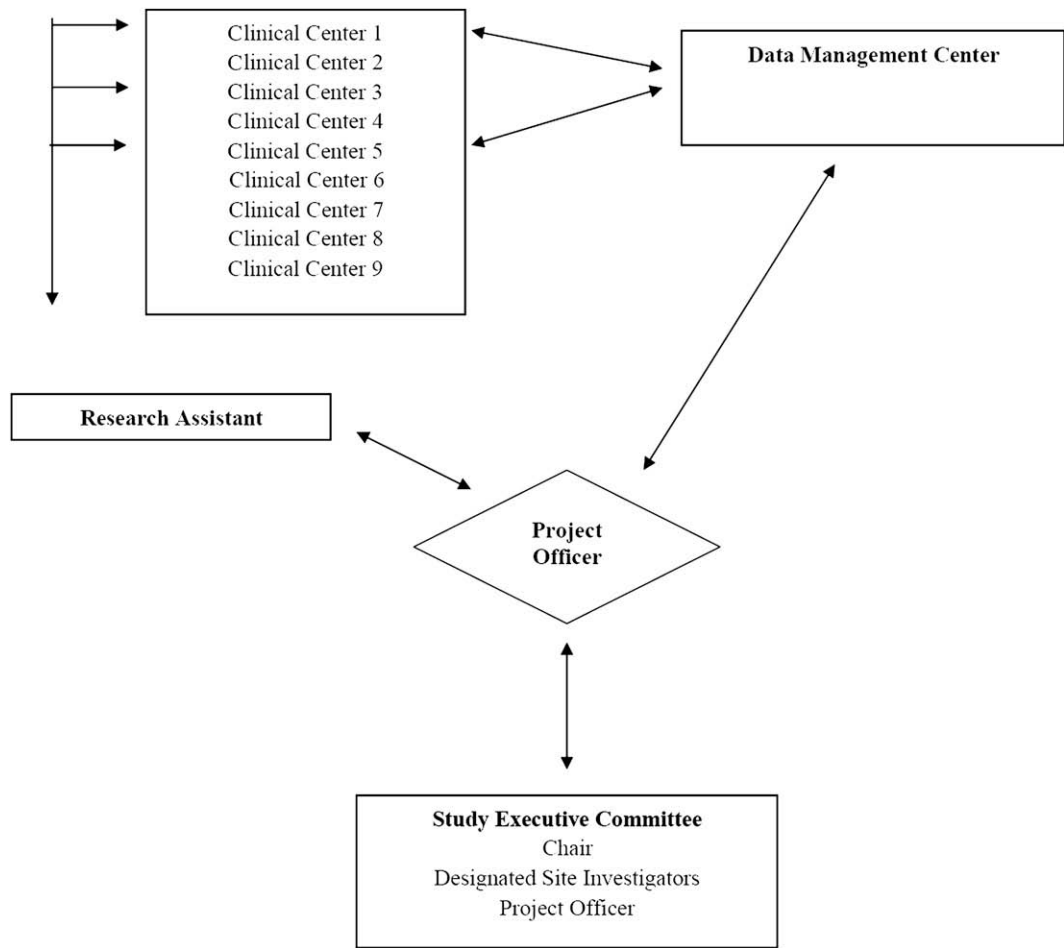 Clinical Center 1
Clinical Center 2
Clinical Center 3
Clinical Center 4
Clinical Center 5
Clinical Center 6
Clinical Center 7
Clinical Center 8
Clinical Center 9
Data Management Center
Research Assistant
Project
Officer
Study Executive Committee
Chair
Designated Site Investigators
Project Officer